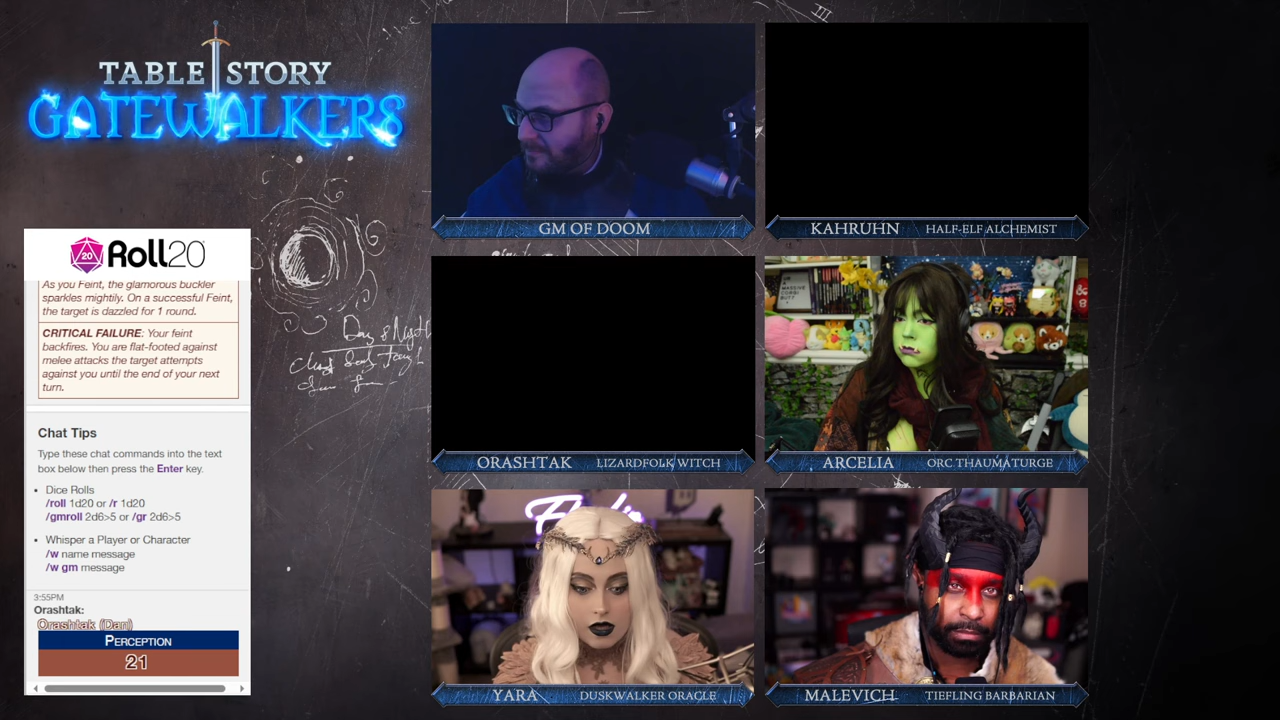 TABLE STORY
GATEWALKERS
Roll20
As you Feint, the glamorous buckler
sparkles mightily. On a successful Feint,
the target is dazzled for 1 round.
CRITICAL FAILURE: Your feint
backfires. You are flat-footed against
melee attacks the target attempts
against you until the end of your next
turn.
Chat Tips
Type these chat commands into the text
box below then press the Enter key.
• Dice Rolls
/roll 1d20 or /r 1d20
/gmroll 2d6>5 or /gr 2d6>5
• Whisper a Player or Character
/w name message
/w gm message
3:55PM
Orashtak:
Orashtak (Dan)
PERCEPTION
21
Day & Night
GM OF DOOM
KAHRUHN HALF-ELF ALCHEMIST
ORASHTAK LIZARDFOLK WITCH
MASSIVE
CORGI
BUTT
ARCELIA ORC THAUMATURGE
YARA DUSKWALKER ORACLE
MALEVICH TIEFLING BARBARIAN